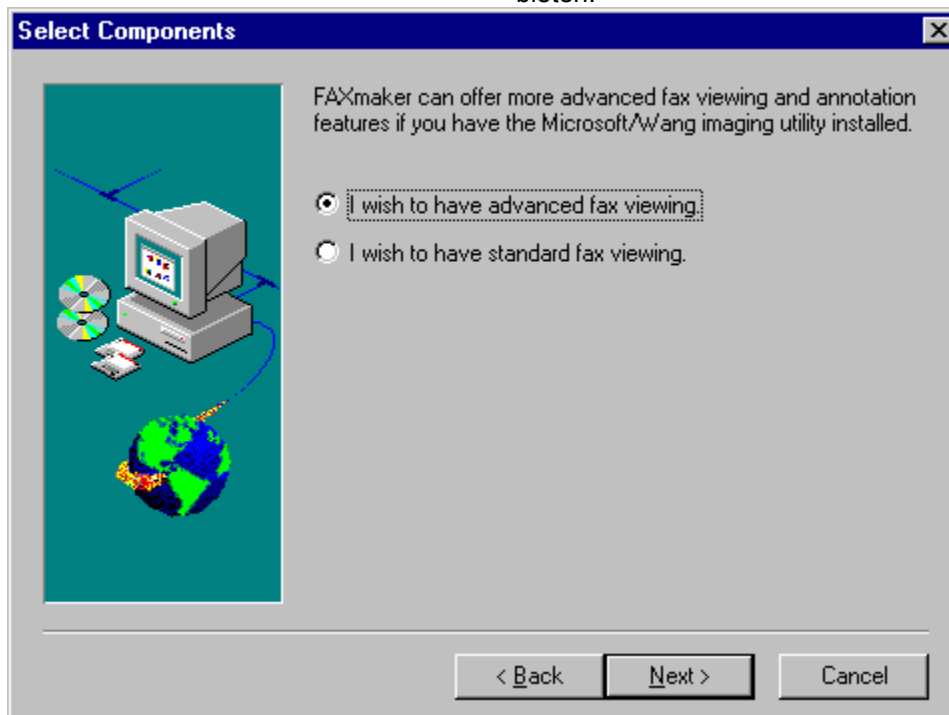 bieten.
Select Components
FAXmaker can offer more advanced fax viewing and annotation
features if you have the Microsoft/Wang imaging utility installed.
I wish to have advanced fax viewing.
I wish to have standard fax viewing.
< Back
Next >
Cancel